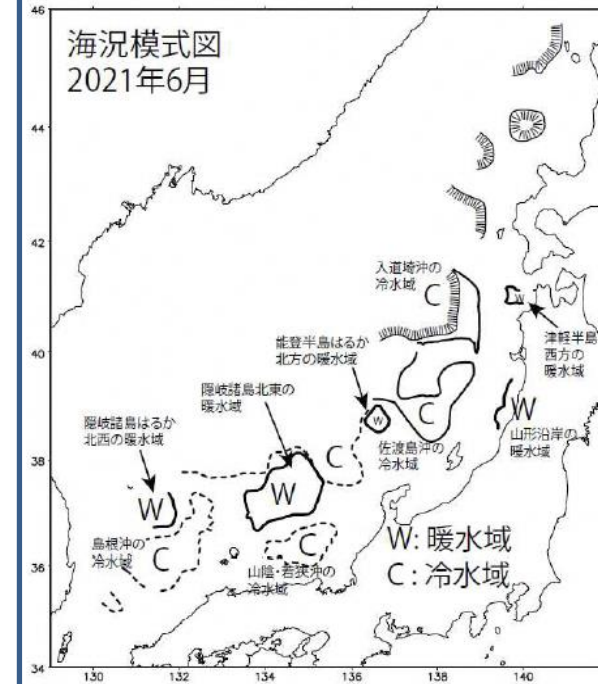 海況模式図
2021年6月
46
44
42
40
38
36
34
130
132
134
136
138
140
入道埼沖の
冷水域
C
W
津軽半島
西方の
暖水域
能登半島はるか
北方の暖水域
隠岐諸島北東の
暖水域
隠岐諸島はるか
北西の暖水域
W
C
佐渡島沖の
冷水域
W
山形沿岸の
暖水域
C
W
W
島根沖の
冷水域
C
C
山陰・若狭沖の
冷水域
W: 暖水域
C: 冷水域